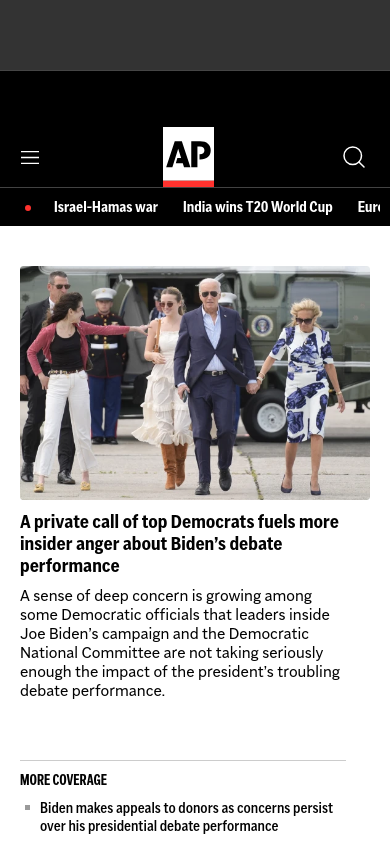 AP
Israel-Hamas war
India wins T20 World Cup
A private call of top Democrats fuels more
insider anger about Biden's debate
performance
A sense of deep concern is growing among
some Democratic officials that leaders inside
Joe Biden's campaign and the Democratic
National Committee are not taking seriously
enough the impact of the president's troubling
debate performance.
MORE COVERAGE
Biden makes appeals to donors as concerns persist
over his presidential debate performance